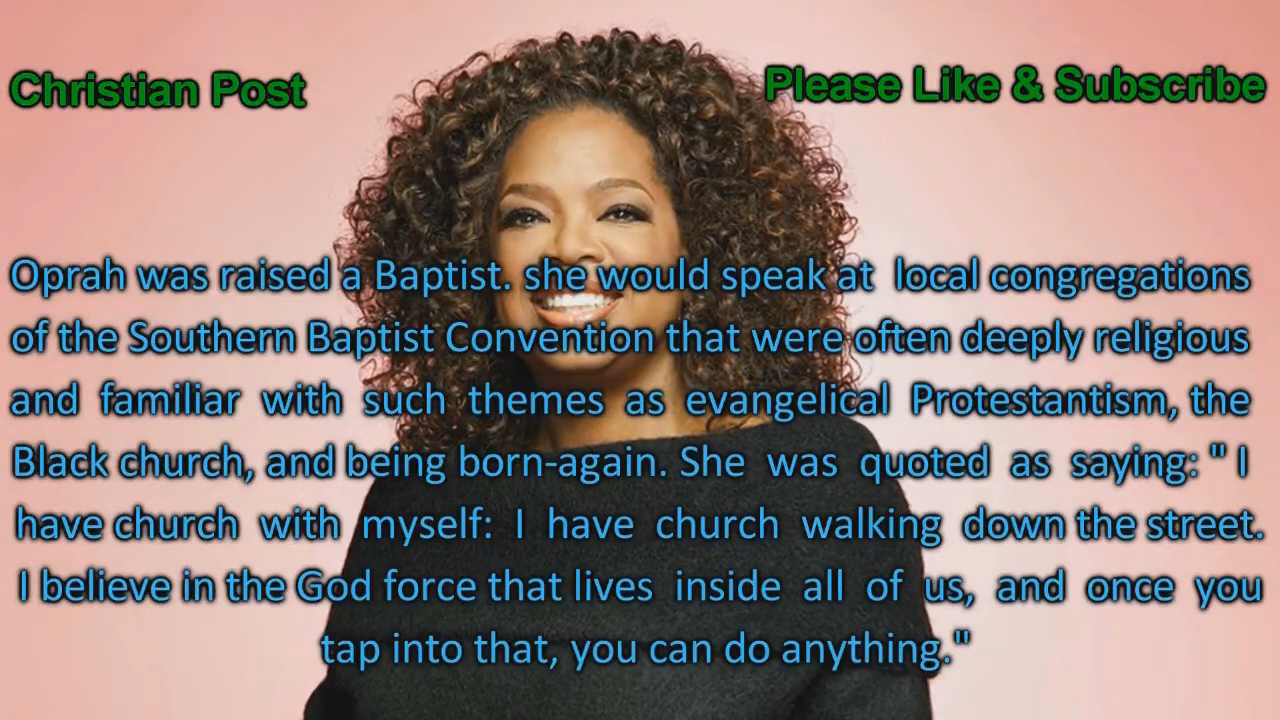 Christian Post
Please Like & Subscribe
Oprah was raised a Baptist. she would speak at local congregations
of the Southern Baptist Convention that were often deeply religious
and familiar with such themes as evangelical Protestantism, the
Black church, and being born-again. She was quoted as saying: " I
have church with myself: I have church walking down the street.
I believe in the God force that lives inside all of us, and once you
tap into that, you can do anything."